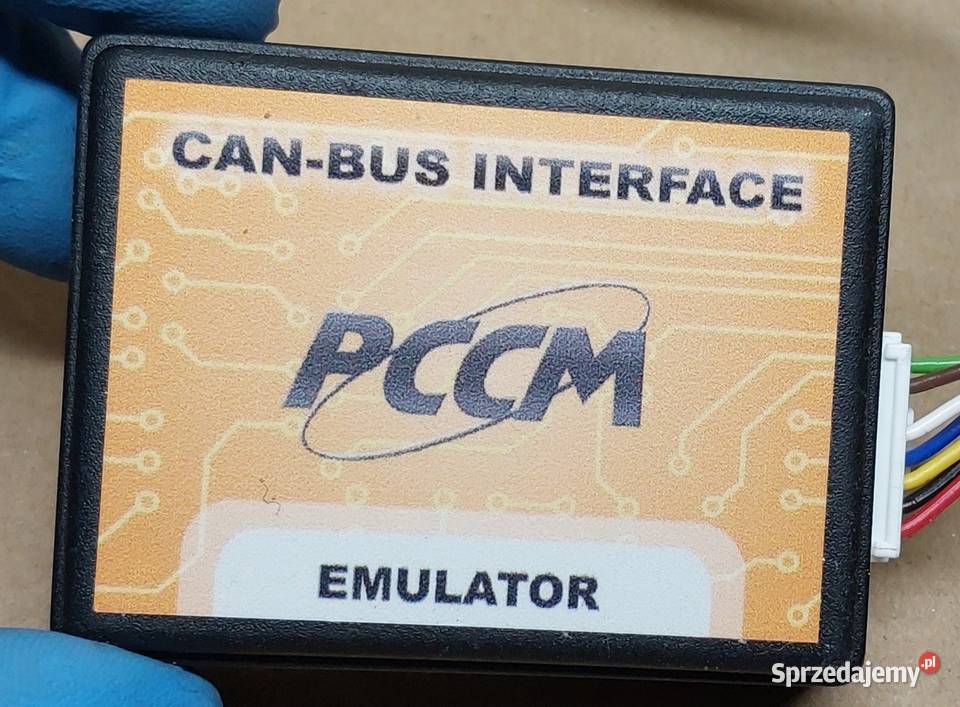 CAN-BUS INTERFACE
PCCM
EMULATOR
Sprzedajemy.pl